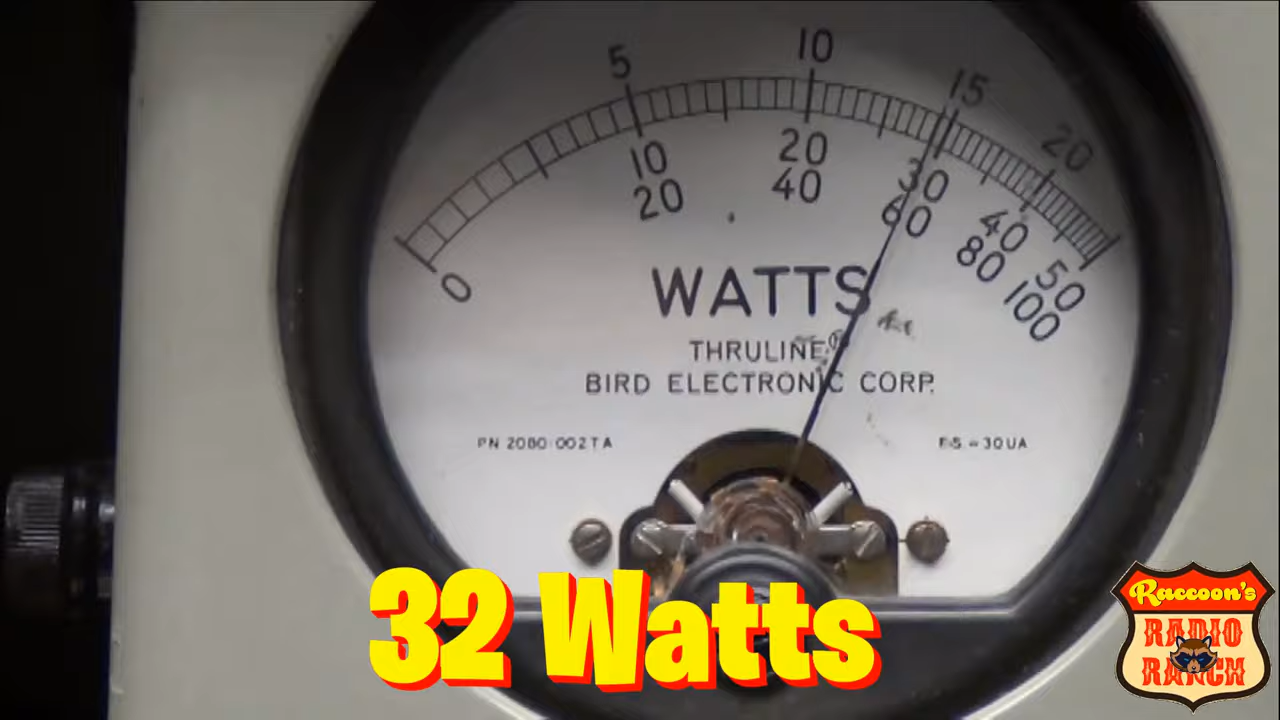 5 10 15 20
10 20 30 40 50
20 40 60 80 100
0
WATTS
THRULINE®
BIRD ELECTRONIC CORP.
PN 2080-002TA
FS = 30UA
32 Watts
Raccoon's
RADIO
RANCH